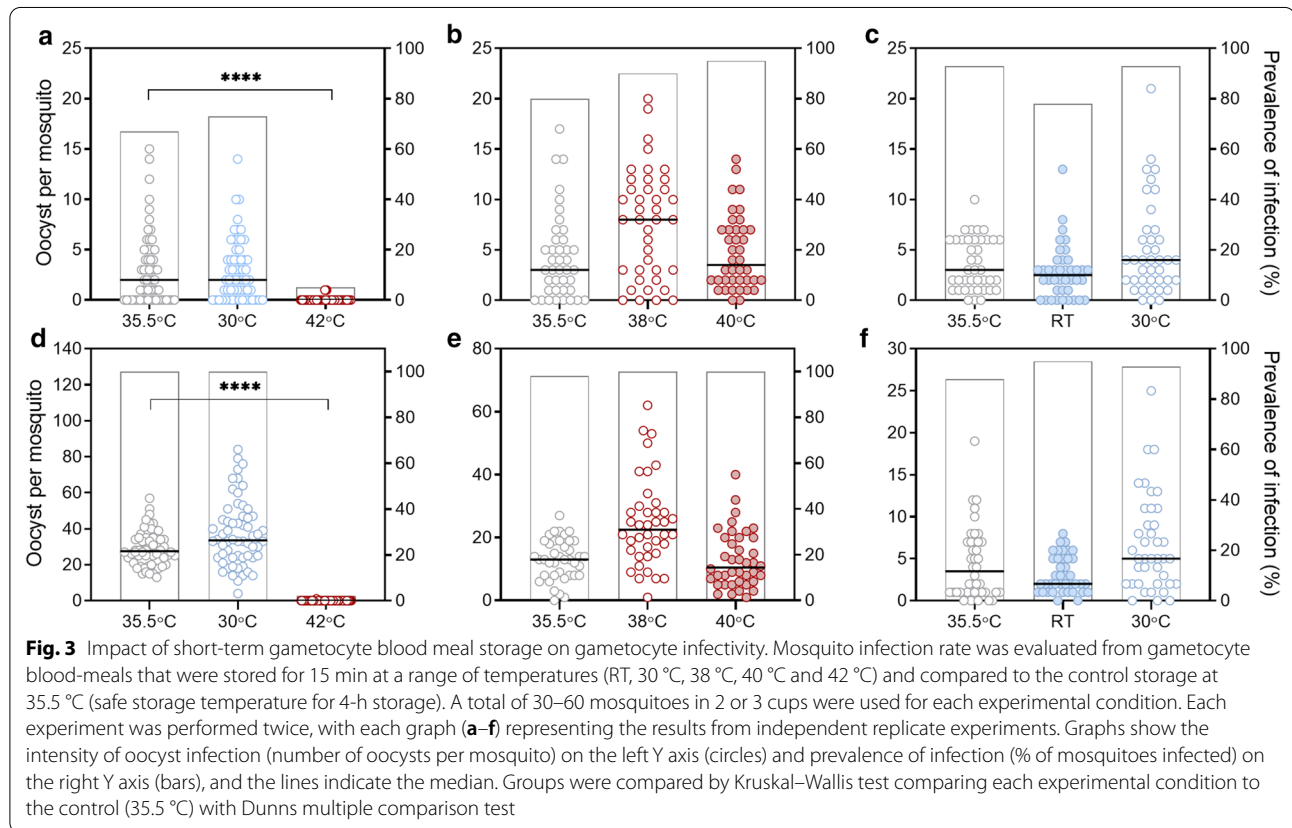 a
b
c
25
20
15
10
5
0
Oocyst per mosquito
****
100
80
60
40
20
0
35.5°C
30°C
42°C
25
20
15
10
5
0
100
80
60
40
20
0
35.5°C
38°C
40°C
25
20
15
10
5
0
100
80
60
40
20
0
Prevalence of infection (%)
35.5°C
RT
30°C
d
e
f
140
120
100
80
60
40
20
0
Oocyst per mosquito
****
100
80
60
40
20
0
35.5°C
30°C
42°C
80
60
40
20
0
100
80
60
40
20
0
35.5°C
38°C
40°C
30
25
20
15
10
5
0
100
80
60
40
20
0
Prevalence of infection (%)
35.5°C
RT
30°C
Fig. 3 Impact of short-term gametocyte blood meal storage on gametocyte infectivity. Mosquito infection rate was evaluated from gametocyte
blood-meals that were stored for 15 min at a range of temperatures (RT, 30 °C, 38 °C, 40 °C and 42 °C) and compared to the control storage at
35.5 °C (safe storage temperature for 4-h storage). A total of 30–60 mosquitoes in 2 or 3 cups were used for each experimental condition. Each
experiment was performed twice, with each graph (a–f) representing the results from independent replicate experiments. Graphs show the
intensity of oocyst infection (number of oocysts per mosquito) on the left Y axis (circles) and prevalence of infection (% of mosquitoes infected) on
the right Y axis (bars), and the lines indicate the median. Groups were compared by Kruskal–Wallis test comparing each experimental condition to
the control (35.5 °C) with Dunns multiple comparison test